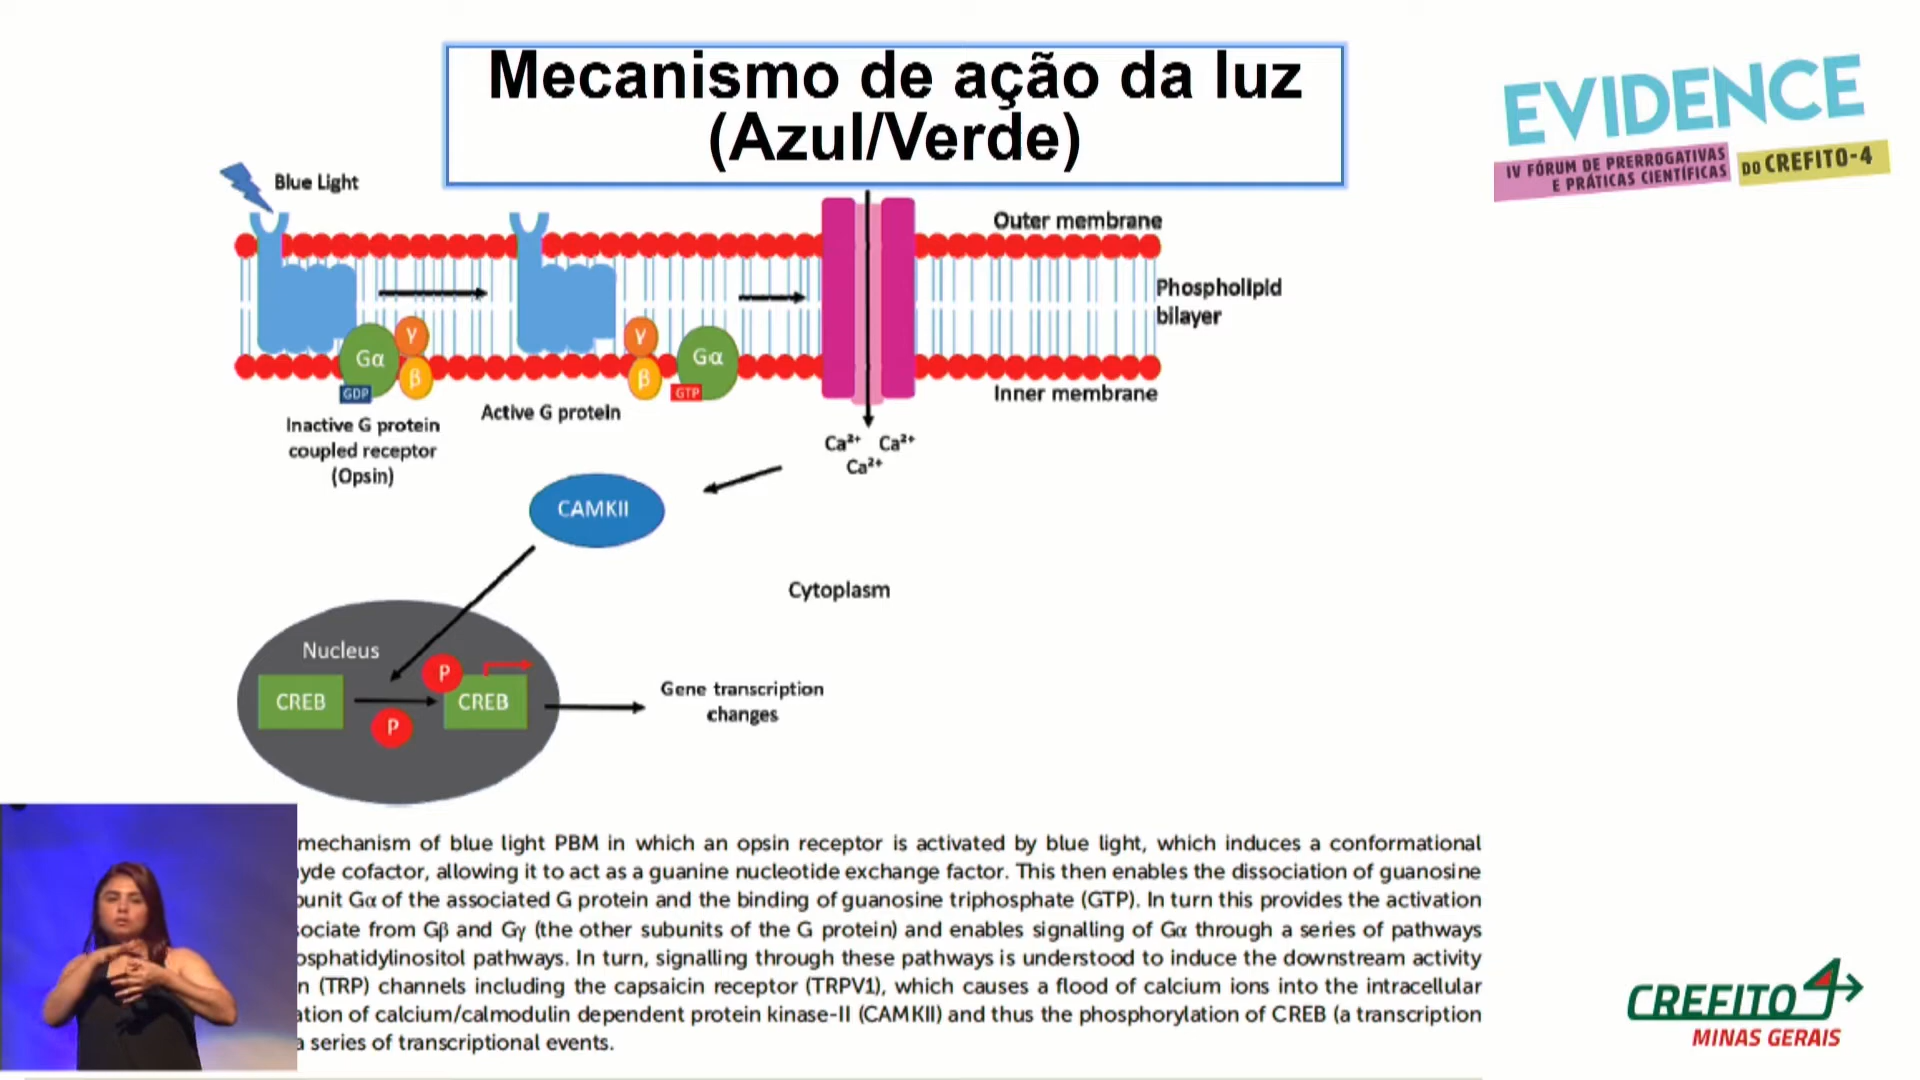 Mecanismo de ação da luz
(Azul/Verde)
EVIDENCE
IV FÓRUM DE PRERROGATIVAS
E PRÁTICAS CIENTÍFICAS
DO CREFITO-4
Blue Light
Outer membrane
Phospholipid
bilayer
Inner membrane
Gα
γ
β
GDP
γ
β
Gα
GTP
Inactive G protein
coupled receptor
(Opsin)
Active G protein
Ca²⁺ Ca²⁺
Ca²⁺
CAMKII
Cytoplasm
Nucleus
CREB
P
P
CREB
Gene transcription
changes
mechanism of blue light PBM in which an opsin receptor is activated by blue light, which induces a conformational
cofactor, allowing it to act as a guanine nucleotide exchange factor. This then enables the dissociation of guanosine
Gα of the associated G protein and the binding of guanosine triphosphate (GTP). In turn this provides the activation
from Gβ and Gγ (the other subunits of the G protein) and enables signalling of Gα through a series of pathways
pathways. In turn, signalling through these pathways is understood to induce the downstream activity
(TRP) channels including the capsaicin receptor (TRPV1), which causes a flood of calcium ions into the intracellular
of calcium/calmodulin dependent protein kinase-II (CAMKII) and thus the phosphorylation of CREB (a transcription
a series of transcriptional events.
CREFITO4
MINAS GERAIS